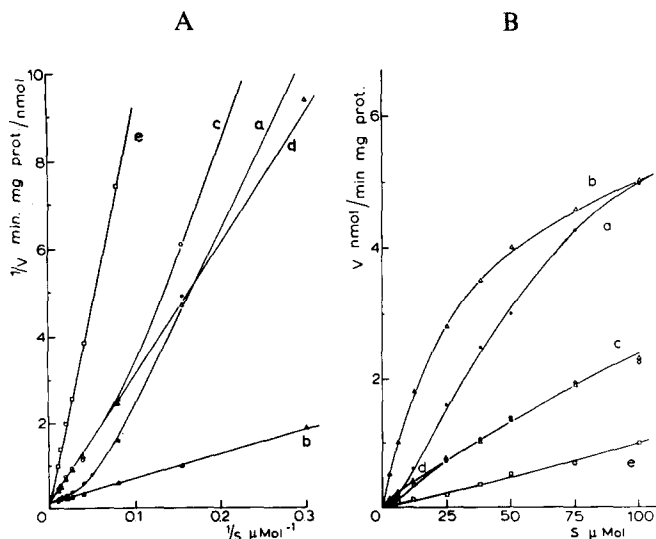 A
B
10
8
6
4
2
0
0
0.1
0.2
0.3
1/V min. mg prot/nmol
1/S μMol⁻¹
e
c
a
d
b
6
4
2
0
0
25
50
75
100
V nmol/min mg prot.
S μMol
b
a
c
d
e